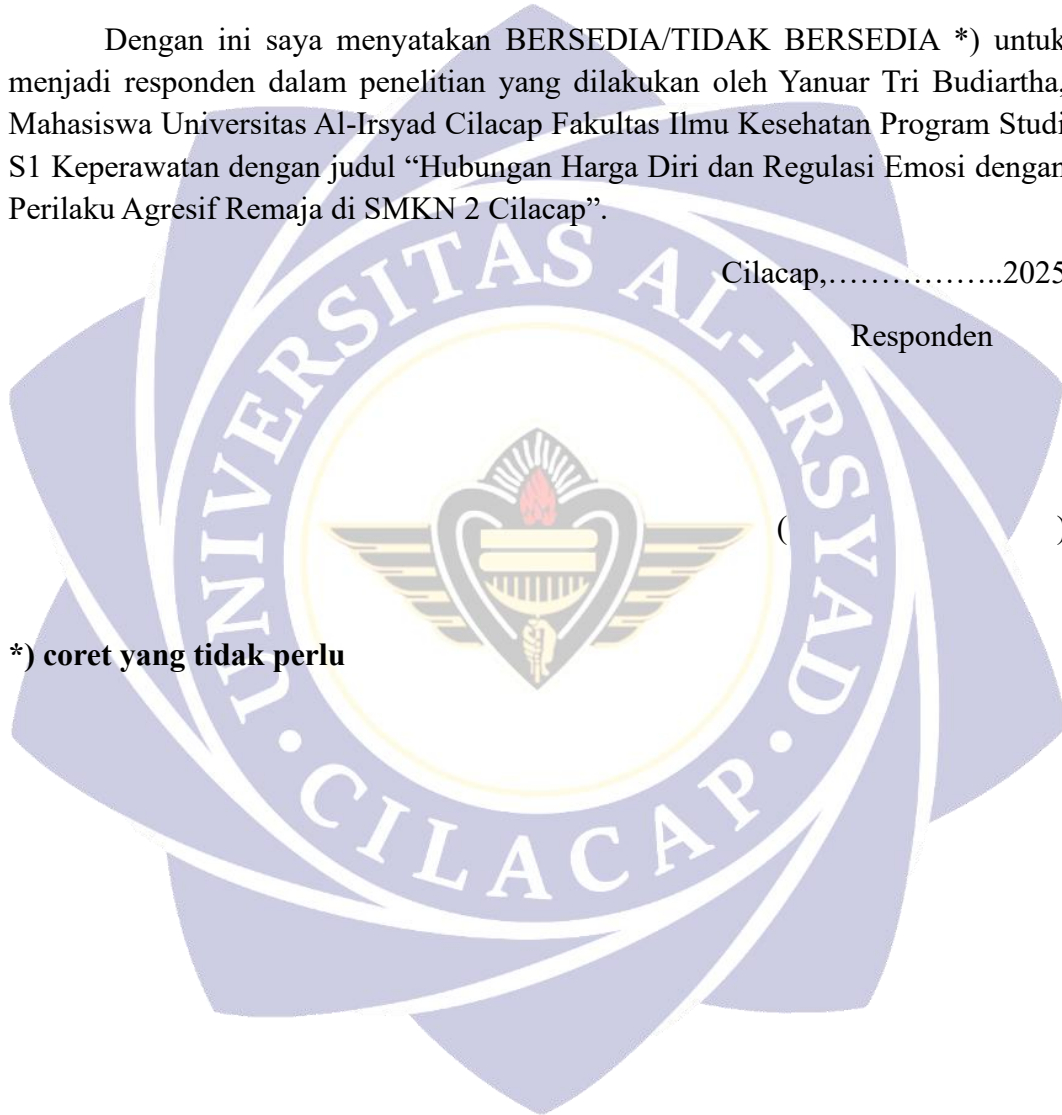 Dengan ini saya menyatakan BERSEDIA/TIDAK BERSEDIA *) untuk
menjadi responden dalam penelitian yang dilakukan oleh Yanuar Tri Budiartha,
Mahasiswa Universitas Al-Irsyad Cilacap Fakultas Ilmu Kesehatan Program Studi
S1 Keperawatan dengan judul “Hubungan Harga Diri dan Regulasi Emosi dengan
Perilaku Agresif Remaja di SMKN 2 Cilacap”.
Cilacap,……………..2025
Responden
( )
*) coret yang tidak perlu
UNIVERSITAS AL-IRSYAD
• CILACAP •